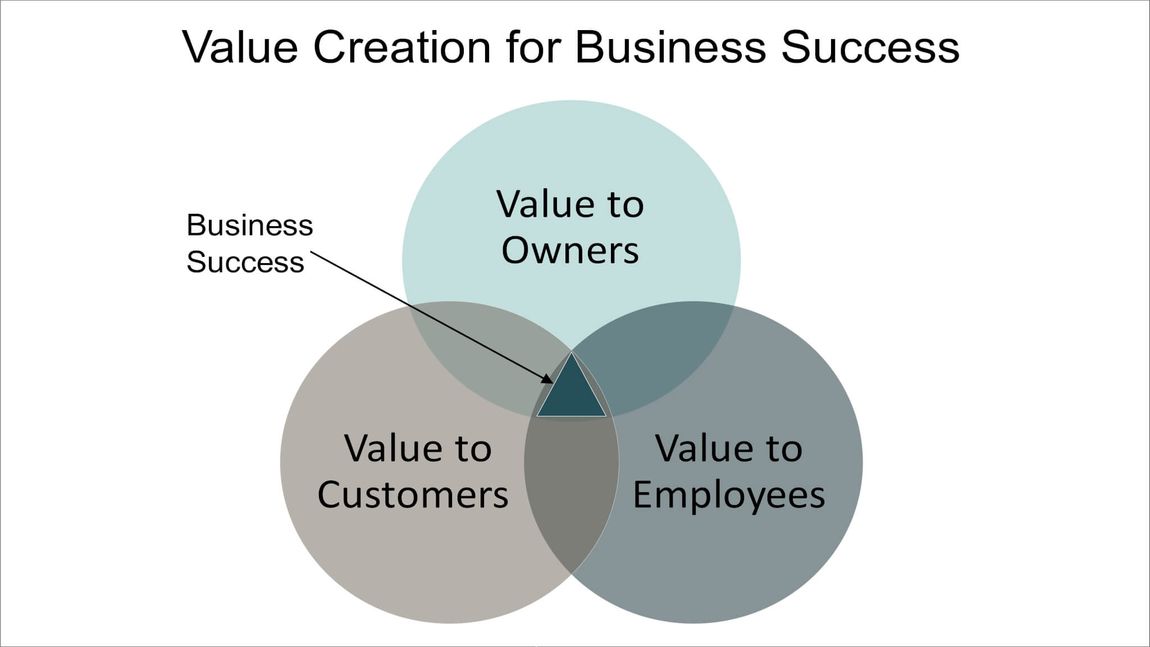 Value Creation for Business Success
Value to
Owners
Business
Success
Value to
Customers
Value to
Employees